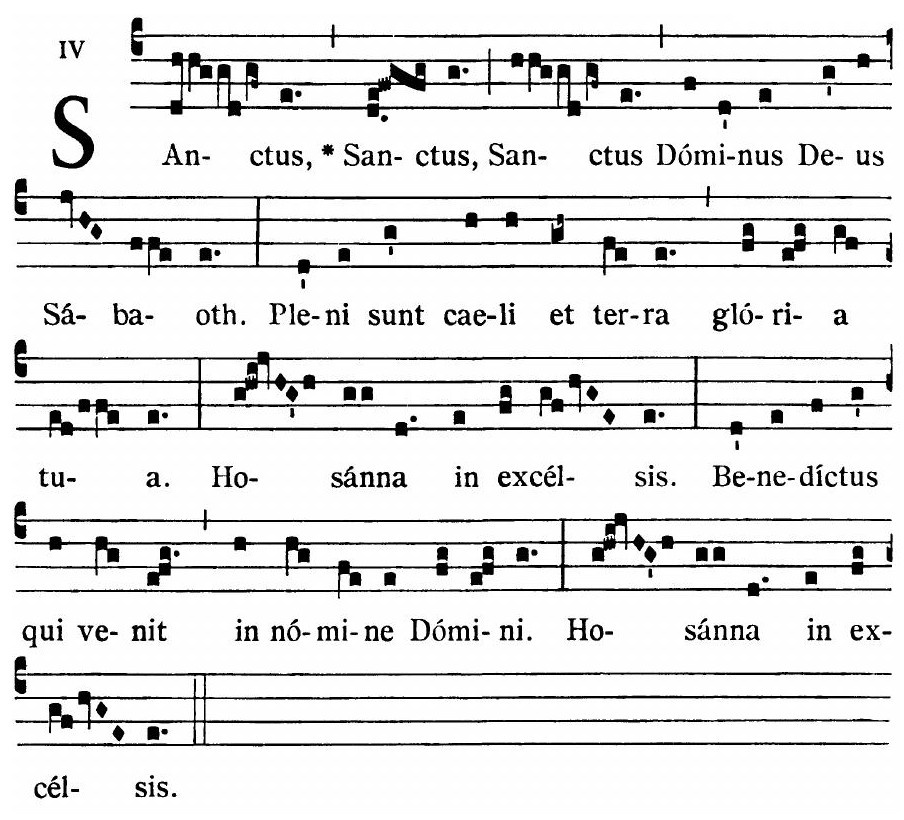 IV
SAn- ctus, * San- ctus, San- ctus Dómi-nus De- us
Sá- ba- oth. Ple-ni sunt cae-li et ter-ra gló- ri- a
tu- a. Ho- sánna in excél- sis. Be-ne-díctus
qui ve- nit in nó-mi-ne Dómi- ni. Ho- sánna in ex-
cél- sis.